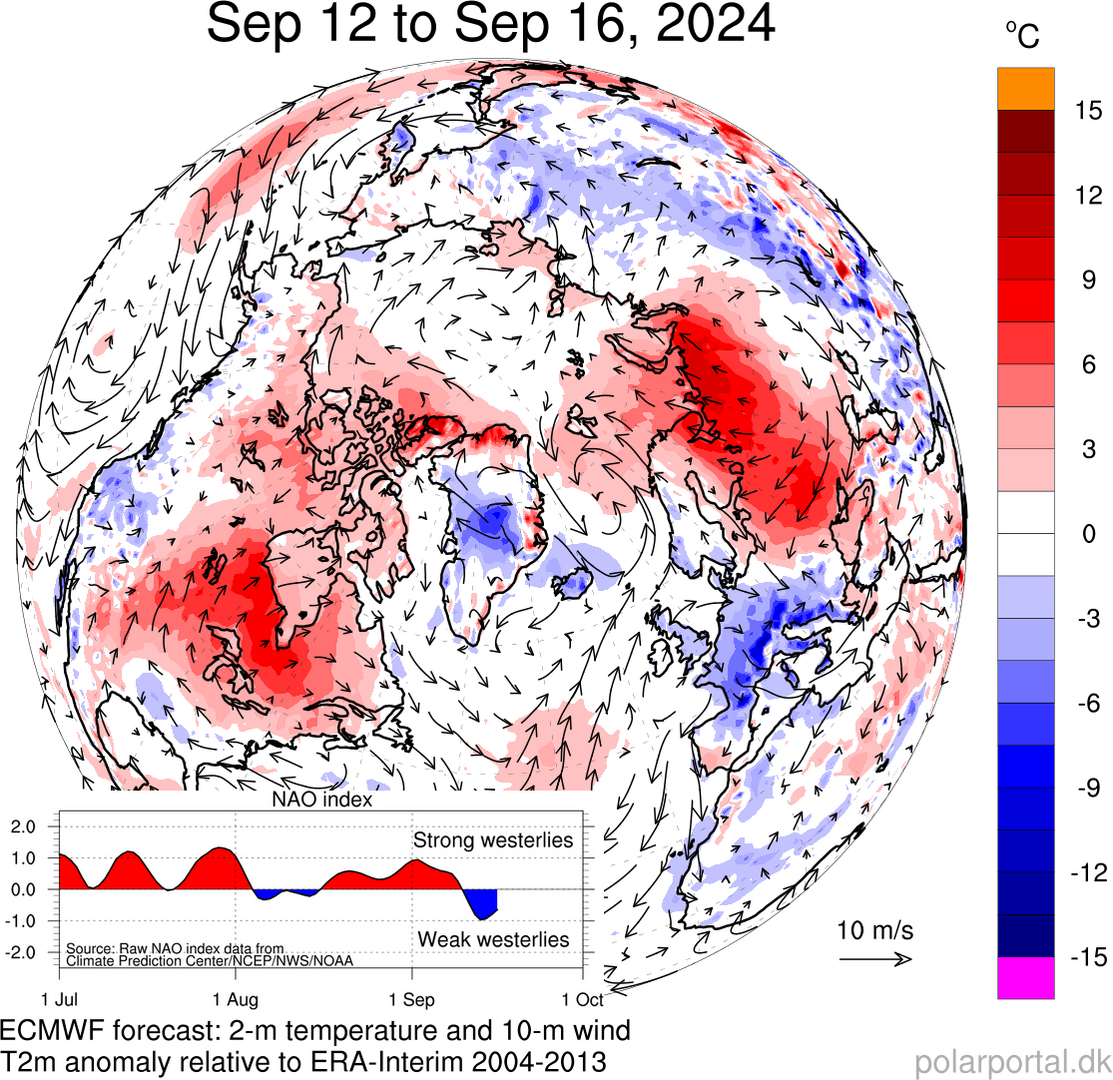 Sep 12 to Sep 16, 2024
°C
15
12
9
6
3
0
-3
-6
-9
-12
-15
10 m/s
NAO index
2.0
1.0
0.0
-1.0
-2.0
Strong westerlies
Weak westerlies
Source: Raw NAO index data from
Climate Prediction Center/NCEP/NWS/NOAA
1 Jul
1 Aug
1 Sep
1 Oct
ECMWF forecast: 2-m temperature and 10-m wind
T2m anomaly relative to ERA-Interim 2004-2013
polarportal.dk